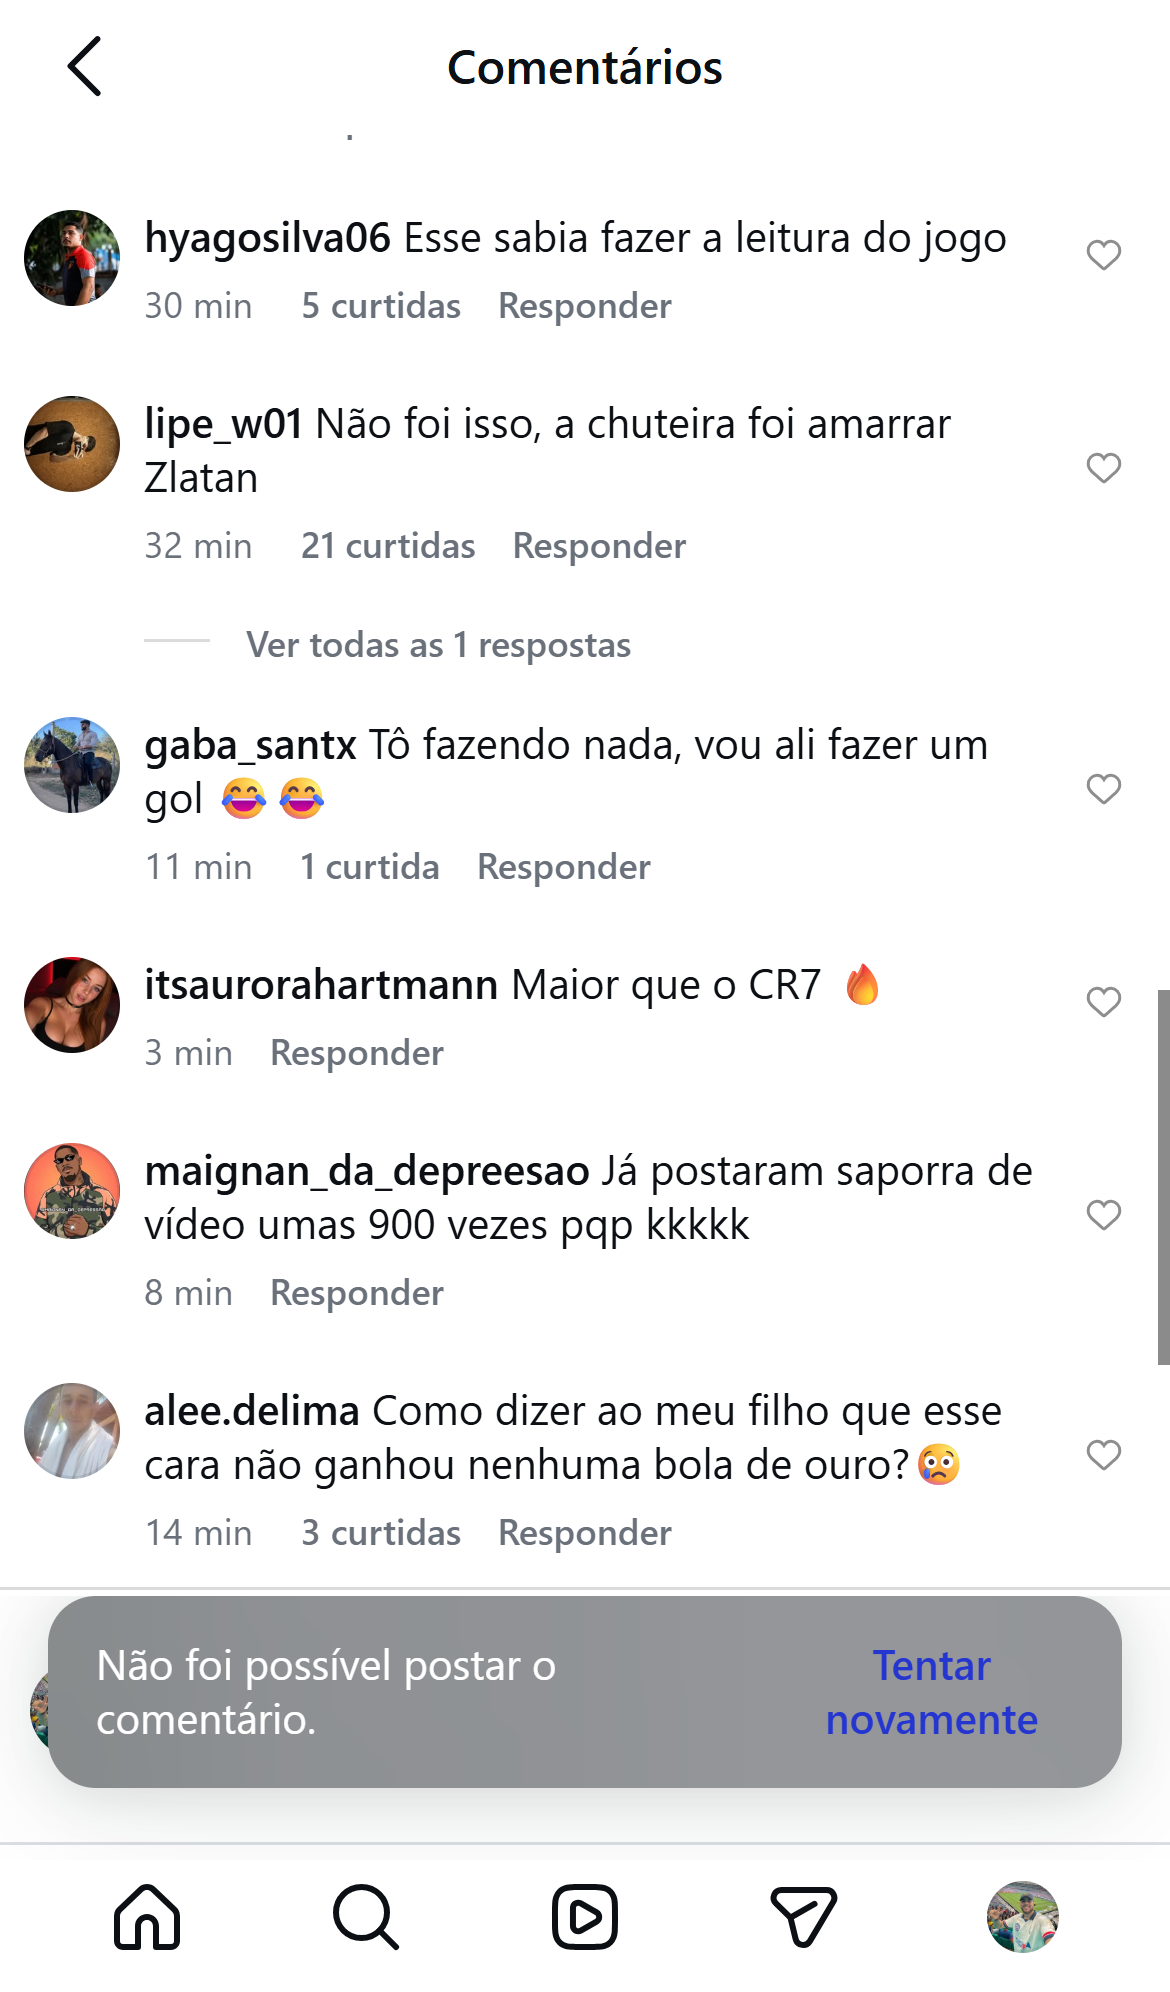 Comentários
hyagosilva06 Esse sabia fazer a leitura do jogo
30 min 5 curtidas Responder
lipe_w01 Não foi isso, a chuteira foi amarrar
Zlatan
32 min 21 curtidas Responder
Ver todas as 1 respostas
gaba_santx Tô fazendo nada, vou ali fazer um
gol 😂😂
11 min 1 curtida Responder
itsaurorahartmann Maior que o CR7 🔥
3 min Responder
maignan_da_depreesao Já postaram saporra de
vídeo umas 900 vezes pqp kkkkk
8 min Responder
alee.delima Como dizer ao meu filho que esse
cara não ganhou nenhuma bola de ouro?😢
14 min 3 curtidas Responder
Não foi possível postar o
comentário.
Tentar
novamente